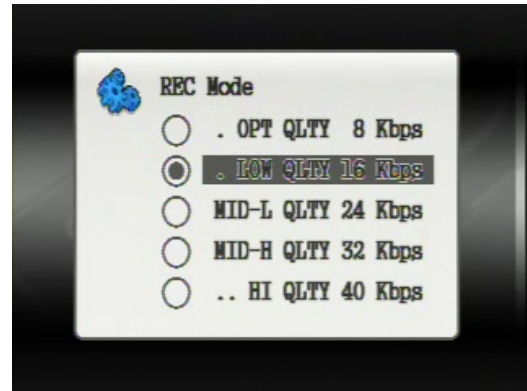 REC Mode
. OPT QLTY 8 Kbps
. LOW QLTY 16 Kbps
MID-L QLTY 24 Kbps
MID-H QLTY 32 Kbps
.. HI QLTY 40 Kbps